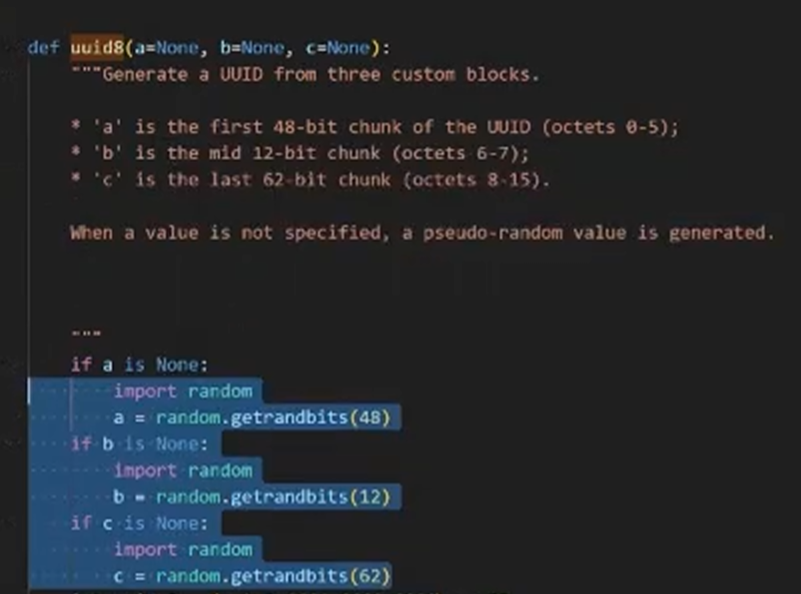 def uuid8(a=None, b=None, c=None):
"""Generate a UUID from three custom blocks.
* 'a' is the first 48-bit chunk of the UUID (octets 0-5);
* 'b' is the mid 12-bit chunk (octets 6-7);
* 'c' is the last 62-bit chunk (octets 8-15).
When a value is not specified, a pseudo-random value is generated.
"""
if a is None:
import random
a = random.getrandbits(48)
if b is None:
import random
b = random.getrandbits(12)
if c is None:
import random
c = random.getrandbits(62)